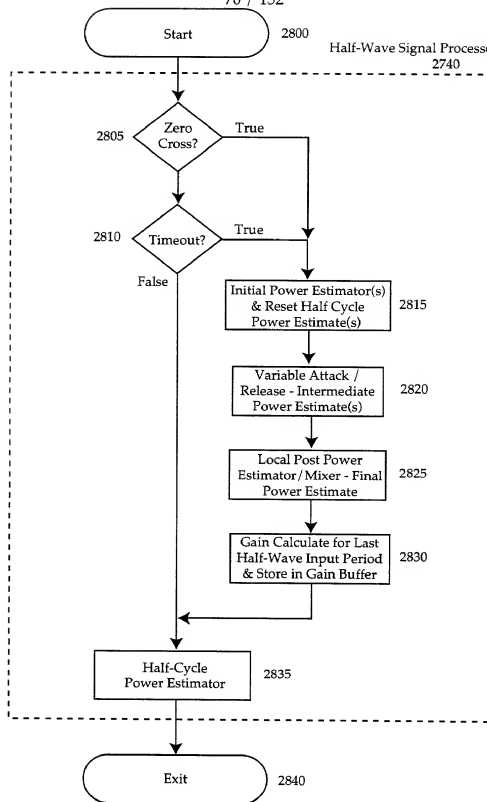 70 / 132
Start
2800
Half-Wave Signal Process
2740
Zero
Cross?
2805
True
Timeout?
2810
True
False
Initial Power Estimator(s)
& Reset Half Cycle
Power Estimate(s)
2815
Variable Attack /
Release - Intermediate
Power Estimate(s)
2820
Local Post Power
Estimator/Mixer - Final
Power Estimate
2825
Gain Calculate for Last
Half-Wave Input Period
& Store in Gain Buffer
2830
Half-Cycle
Power Estimator
2835
Exit
2840